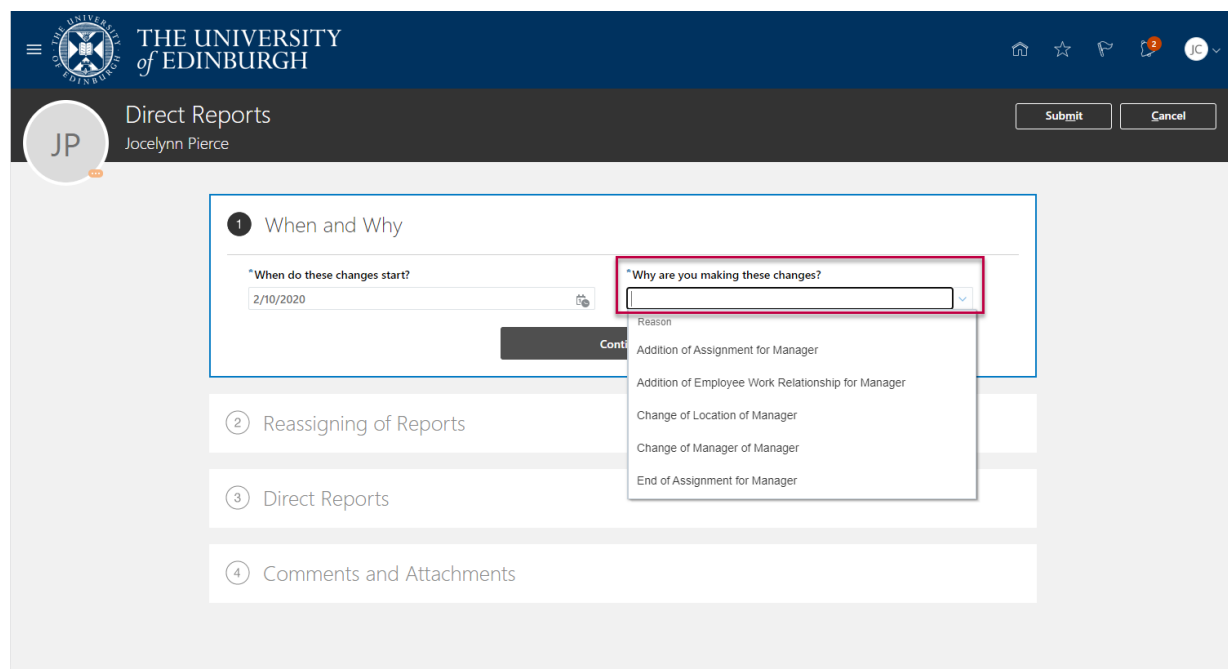 THE UNIVERSITY
of EDINBURGH
2
JC
JP
Direct Reports
Jocelynn Pierce
Submit
Cancel
1 When and Why
*When do these changes start?
*Why are you making these changes?
2/10/2020
Reason
Conti
Addition of Assignment for Manager
Addition of Employee Work Relationship for Manager
Change of Location of Manager
Change of Manager of Manager
End of Assignment for Manager
2 Reassigning of Reports
3 Direct Reports
4 Comments and Attachments